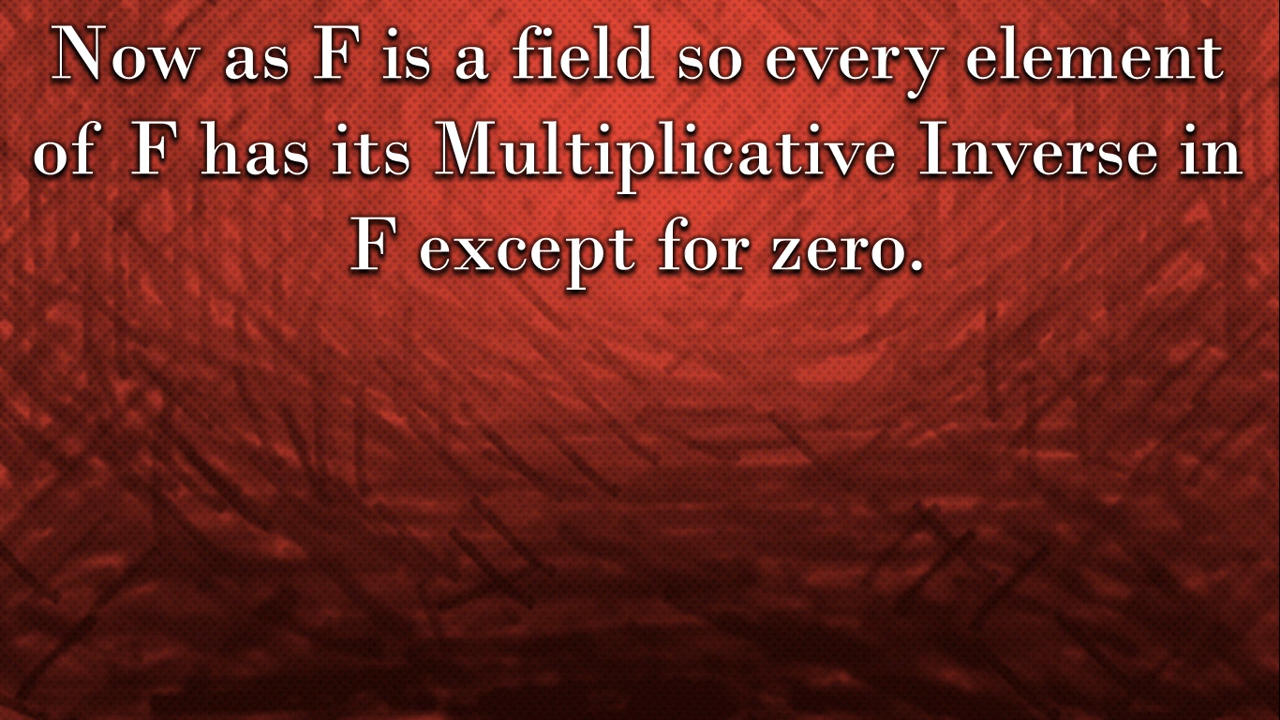 Now as F is a field so every element
of F has its Multiplicative Inverse in
F except for zero.